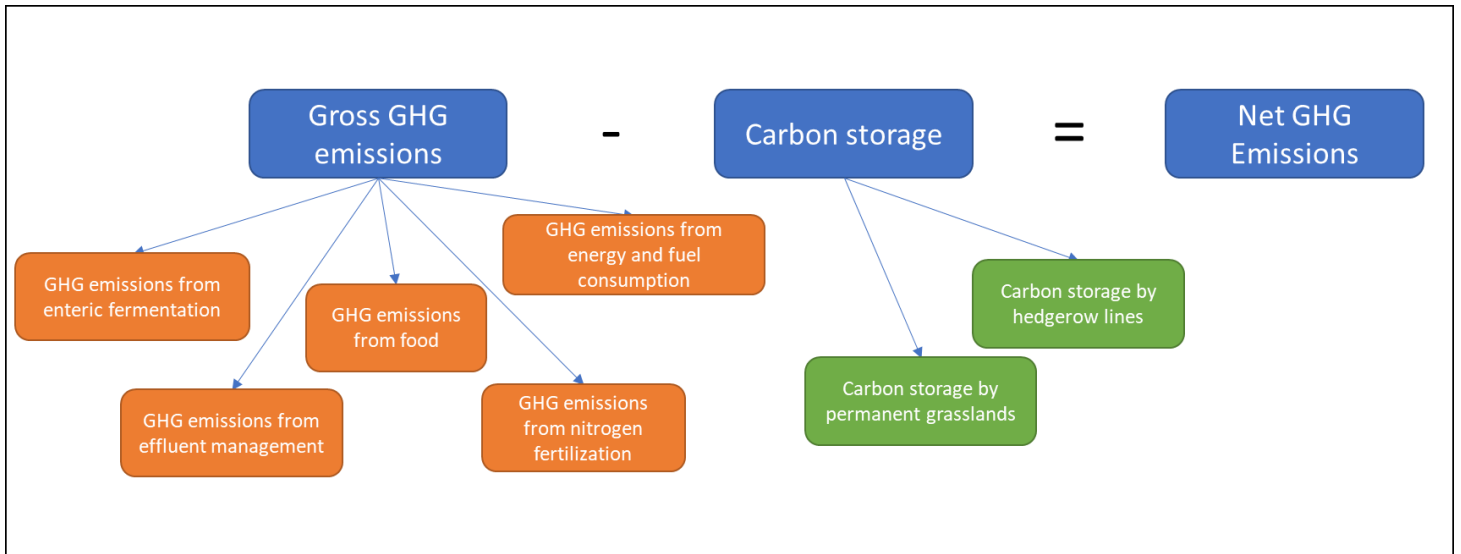 Gross GHG
emissions
-
Carbon storage
=
Net GHG
Emissions
GHG emissions from
energy and fuel
consumption
GHG emissions from
enteric fermentation
GHG emissions
from food
Carbon storage by
hedgerow lines
GHG emissions from
effluent management
GHG emissions
from nitrogen
fertilization
Carbon storage by
permanent grasslands